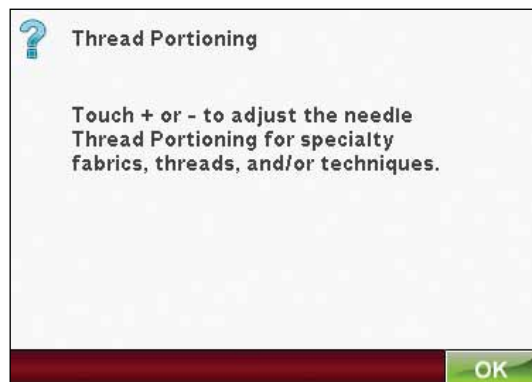 Thread Portioning
Touch + or - to adjust the needle
Thread Portioning for specialty
fabrics, threads, and/or techniques.
OK